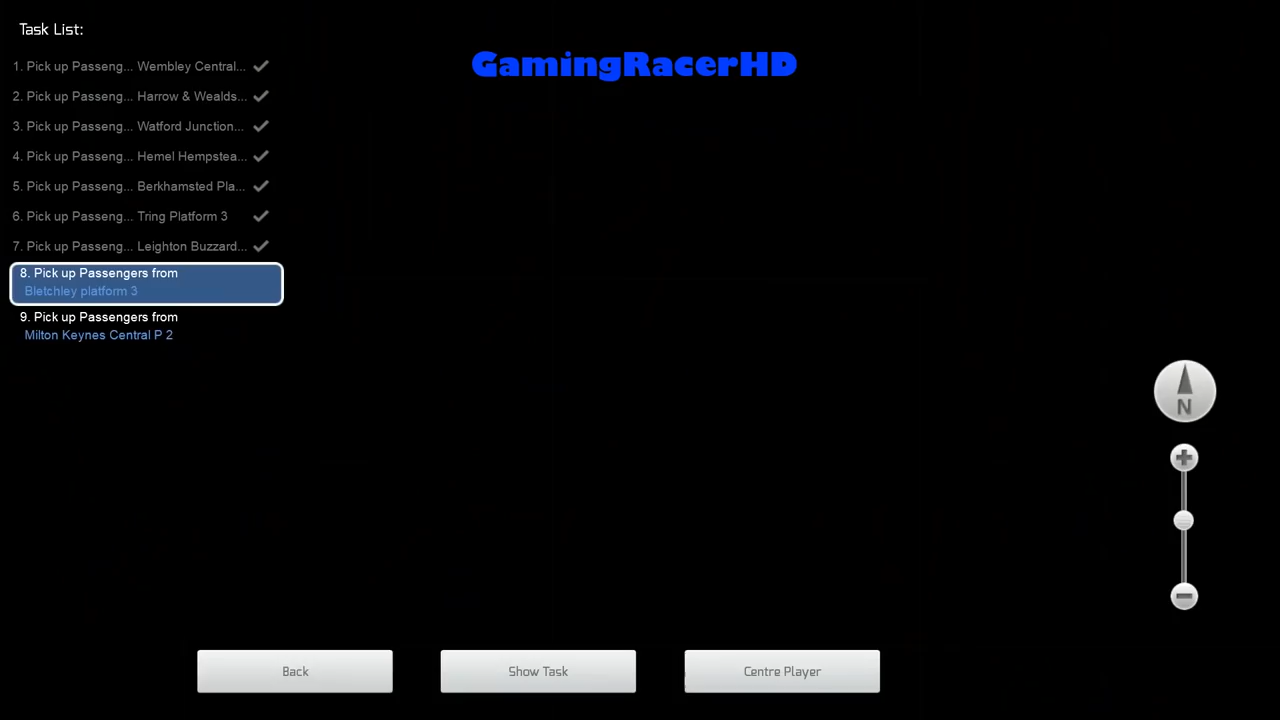 Task List:
GamingRacerHD
1. Pick up Passeng... Wembley Central...
2. Pick up Passeng... Harrow & Wealds...
3. Pick up Passeng... Watford Junction...
4. Pick up Passeng... Hemel Hempstea...
5. Pick up Passeng... Berkhamsted Pla...
6. Pick up Passeng... Tring Platform 3
7. Pick up Passeng... Leighton Buzzard...
8. Pick up Passengers from
Bletchley platform 3
9. Pick up Passengers from
Milton Keynes Central P 2
N
Back
Show Task
Centre Player